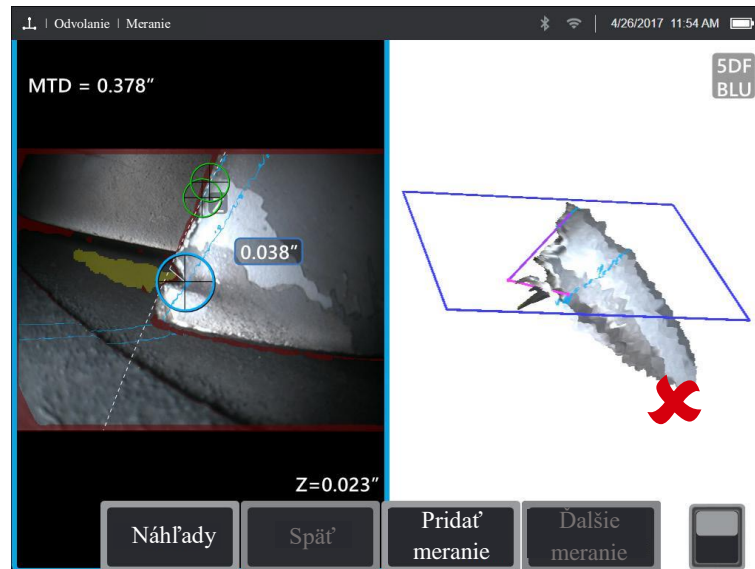 Odvolanie | Meranie
4/26/2017 11:54 AM
MTD = 0.378"
5DF
BLU
0.038"
Z=0.023"
Náhľady
Späť
Pridať
meranie
Ďalšie
meranie